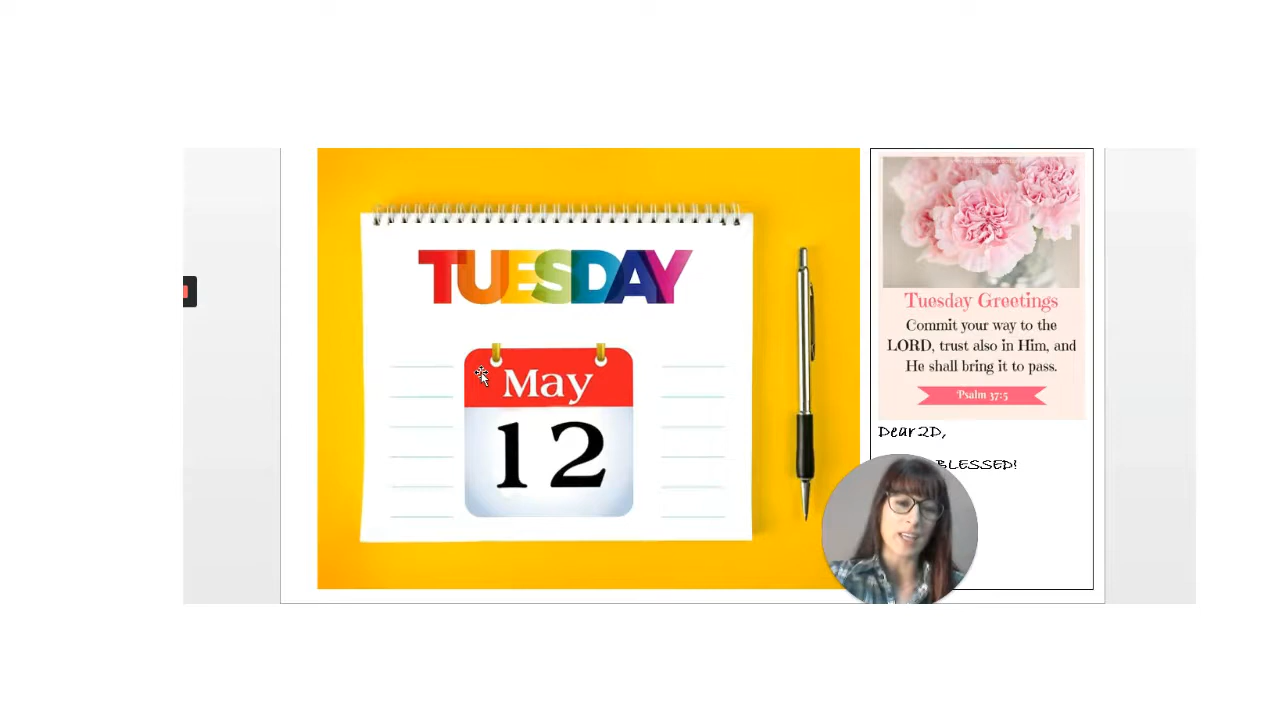 TUESDAY
May
12
Tuesday Greetings
Commit your way to the
LORD, trust also in Him, and
He shall bring it to pass.
Psalm 37:5
Dear 2D,
BLESSED!